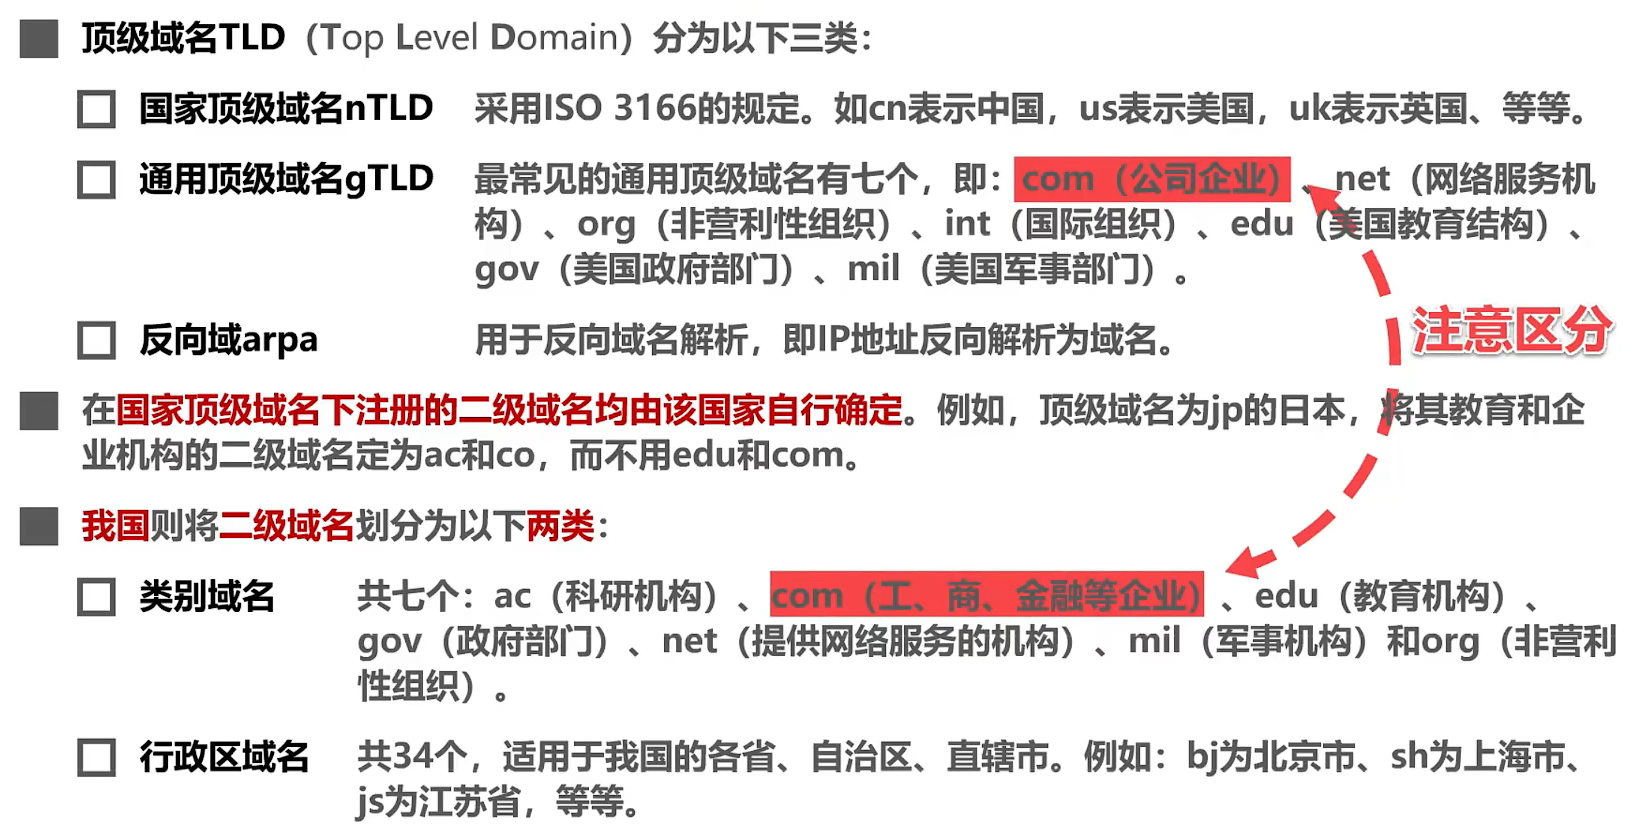 顶级域名TLD（Top Level Domain）分为以下三类：
国家顶级域名nTLD 采用ISO 3166的规定。如cn表示中国，us表示美国，uk表示英国、等等。
通用顶级域名gTLD 最常见的通用顶级域名有七个，即：com（公司企业）、net（网络服务机
构）、org（非营利性组织）、int（国际组织）、edu（美国教育结构）、
gov（美国政府部门）、mil（美国军事部门）。
反向域arpa 用于反向域名解析，即IP地址反向解析为域名。
注意区分
在国家顶级域名下注册的二级域名均由该国家自行确定。例如，顶级域名为jp的日本，将其教育和企
业机构的二级域名定为ac和co，而不用edu和com。
我国则将二级域名划分为以下两类：
类别域名 共七个：ac（科研机构）、com（工、商、金融等企业）、edu（教育机构）、
gov（政府部门）、net（提供网络服务的机构）、mil（军事机构）和org（非营利
性组织）。
行政区域名 共34个，适用于我国的各省、自治区、直辖市。例如：bj为北京市、sh为上海市、
js为江苏省，等等。